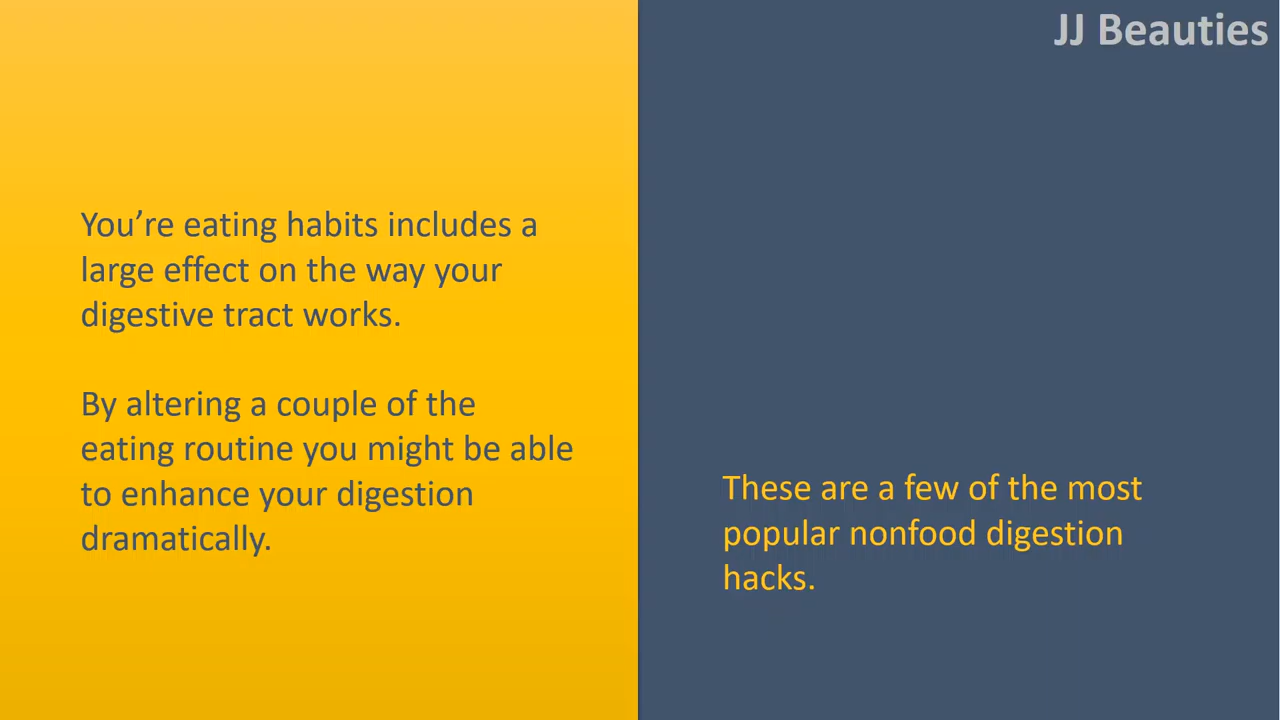 JJ Beauties
You’re eating habits includes a
large effect on the way your
digestive tract works.
By altering a couple of the
eating routine you might be able
to enhance your digestion
dramatically.
These are a few of the most
popular nonfood digestion
hacks.